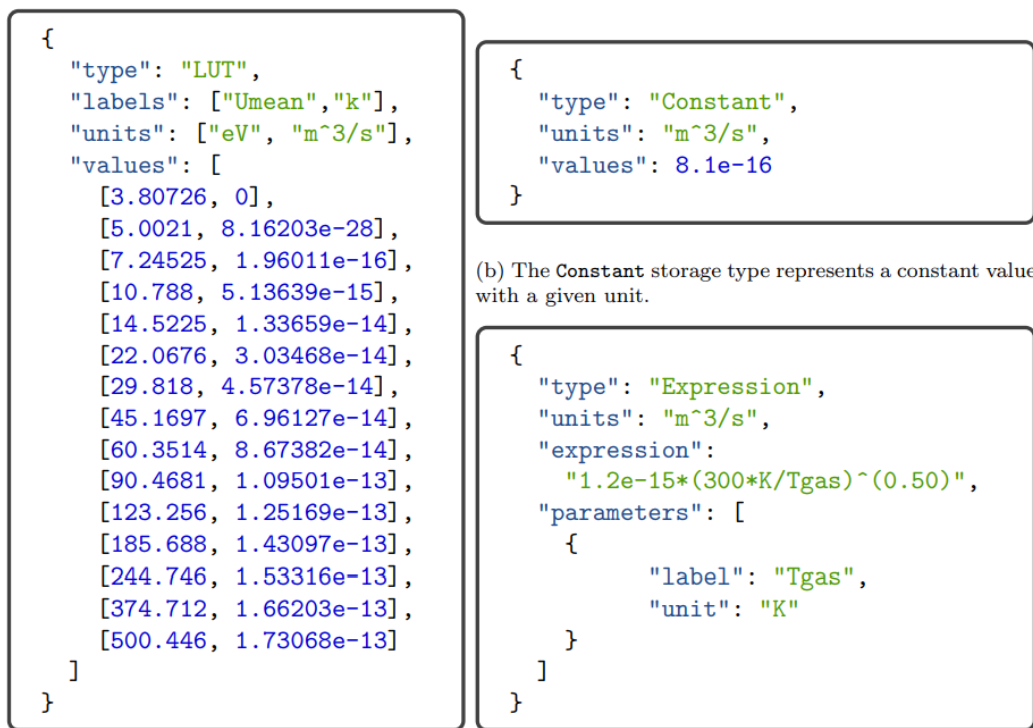 {
"type": "LUT",
"labels": ["Umean","k"],
"units": ["eV", "m^3/s"],
"values": [
[3.80726, 0],
[5.0021, 8.16203e-28],
[7.24525, 1.96011e-16],
[10.788, 5.13639e-15],
[14.5225, 1.33659e-14],
[22.0676, 3.03468e-14],
[29.818, 4.57378e-14],
[45.1697, 6.96127e-14],
[60.3514, 8.67382e-14],
[90.4681, 1.09501e-13],
[123.256, 1.25169e-13],
[185.688, 1.43097e-13],
[244.746, 1.53316e-13],
[374.712, 1.66203e-13],
[500.446, 1.73068e-13]
]
}
{
"type": "Constant",
"units": "m^3/s",
"values": 8.1e-16
}
(b) The Constant storage type represents a constant value
with a given unit.
{
"type": "Expression",
"units": "m^3/s",
"expression":
"1.2e-15*(300*K/Tgas)^(0.50)",
"parameters": [
{
"label": "Tgas",
"unit": "K"
}
]
}